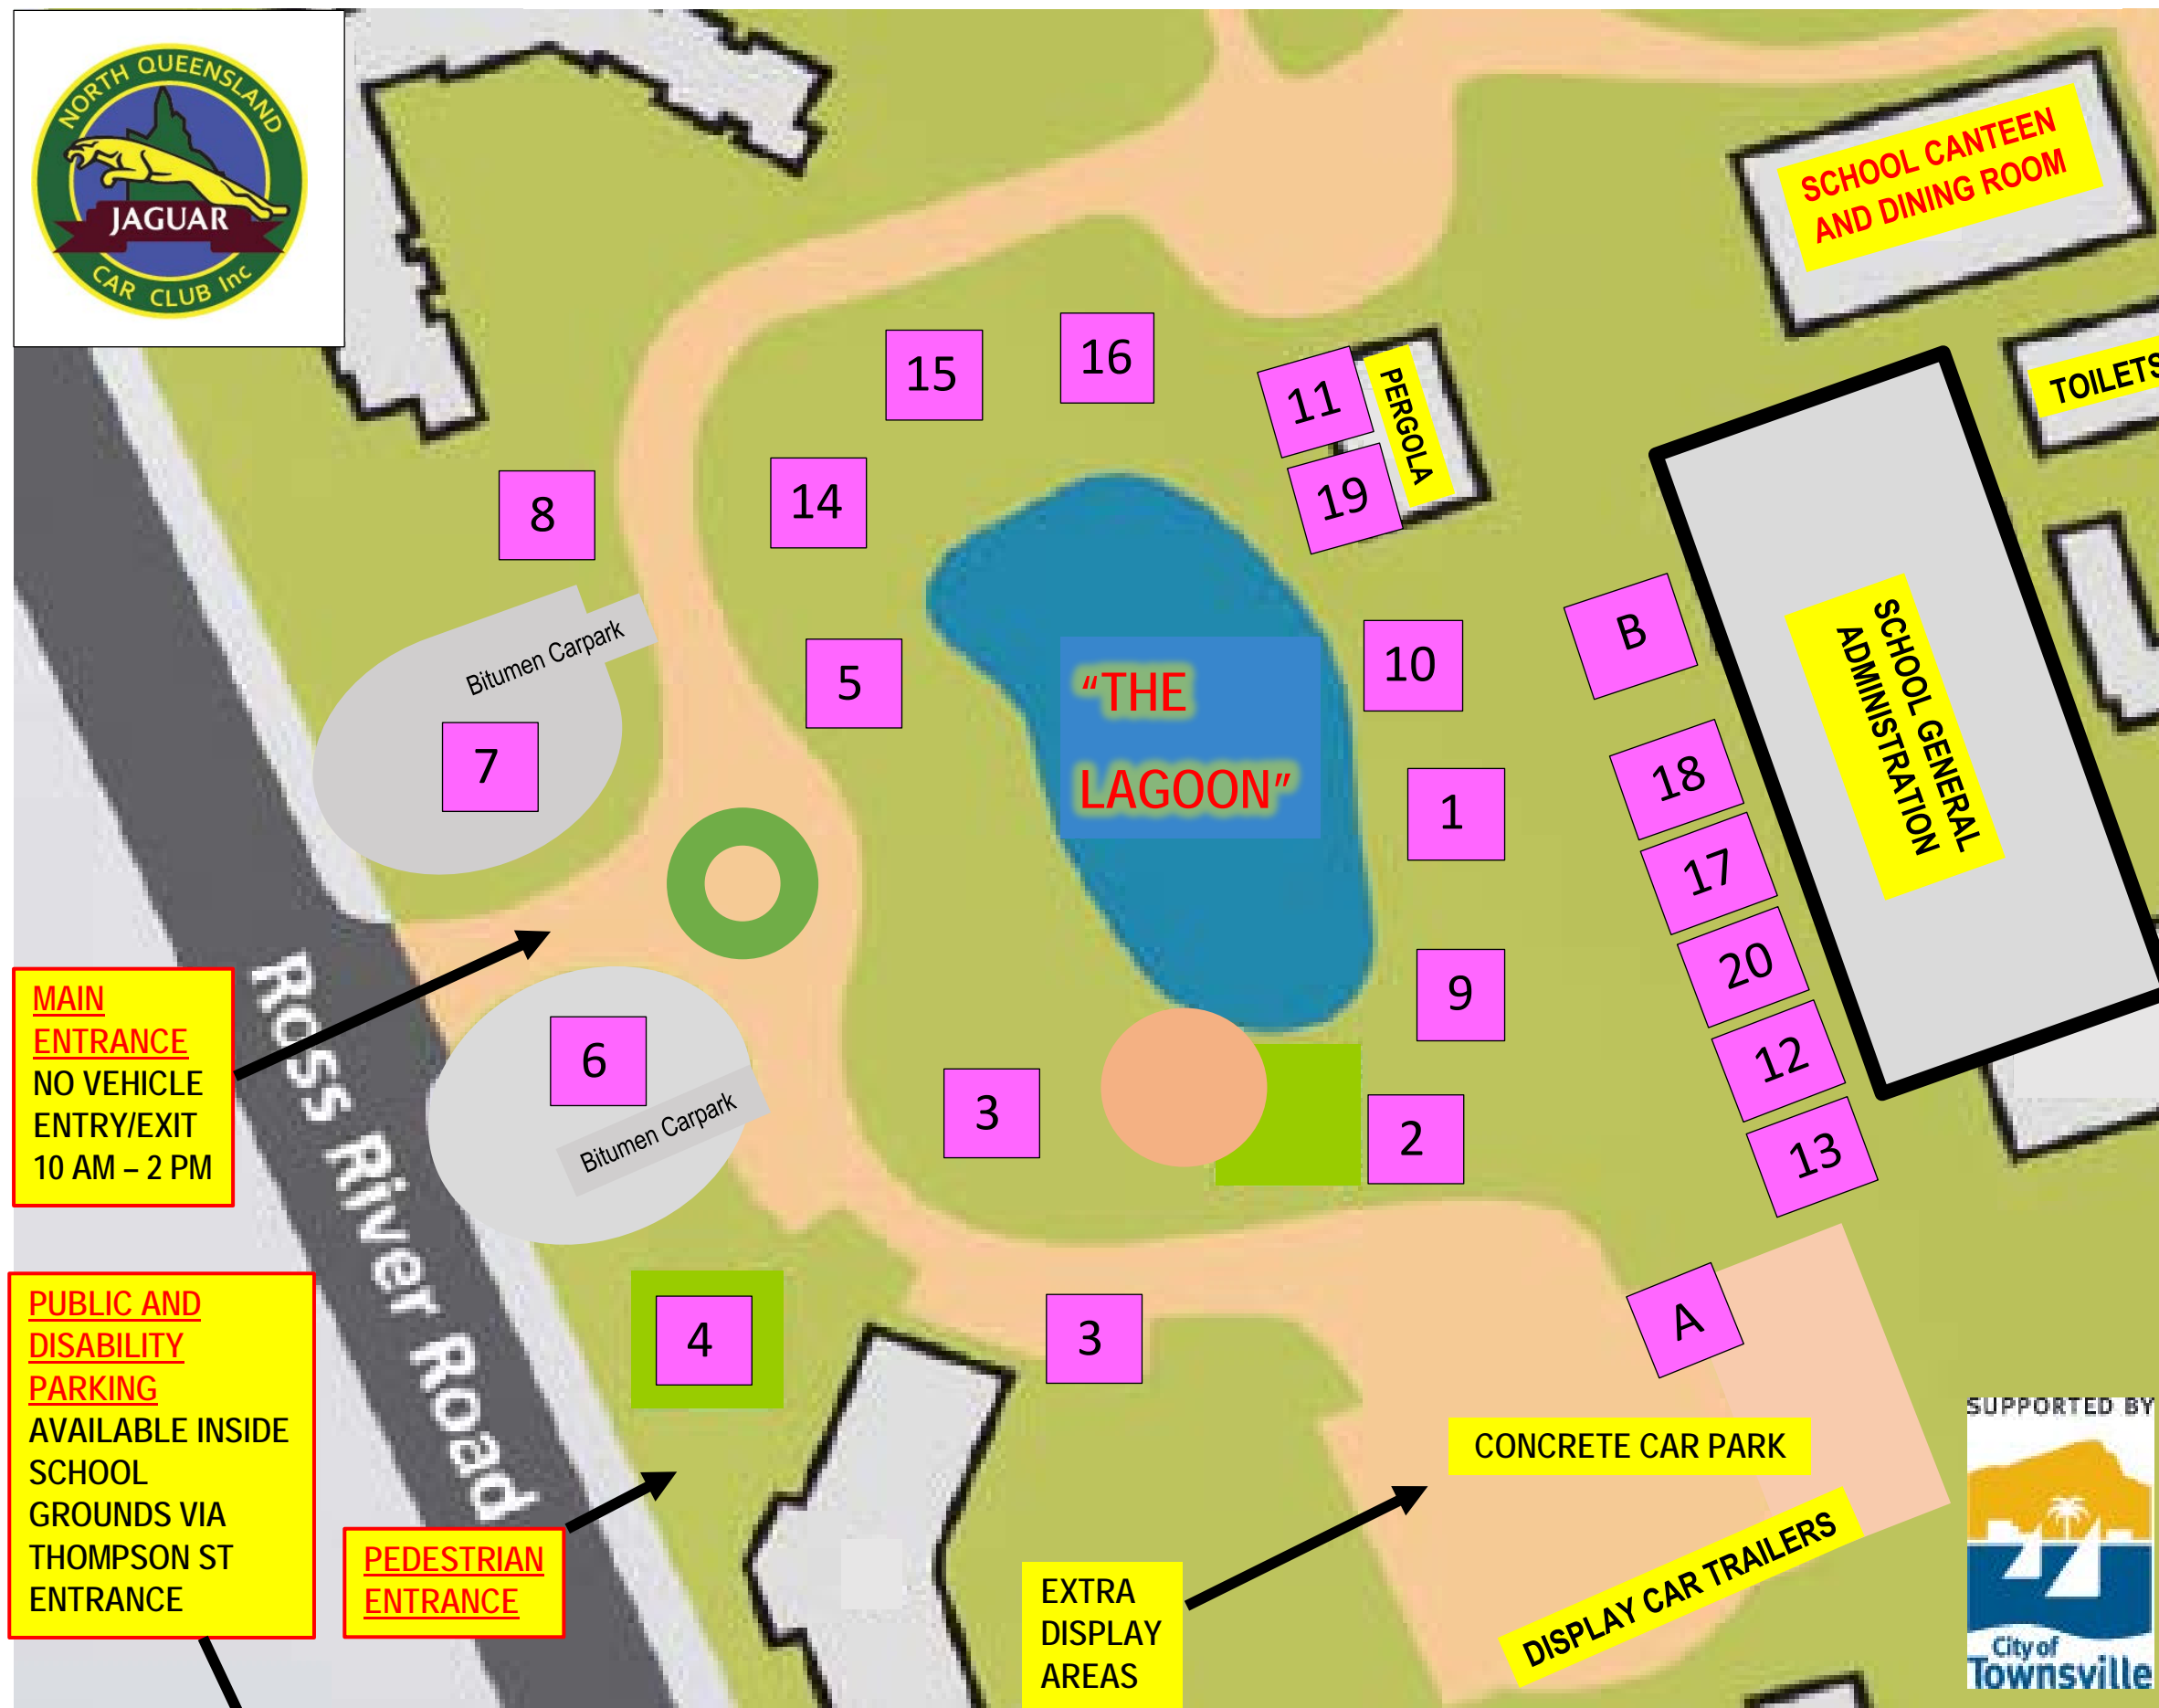 NORTH QUEENSLAND
JAGUAR
CAR CLUB Inc
SCHOOL CANTEEN
AND DINING ROOM
TOILETS
PERGOLA
15
16
11
19
8
14
5
10
B
"THE
LAGOON"
Bitumen Carpark
7
1
18
17
20
12
13
SCHOOL GENERAL
ADMINISTRATION
9
6
Bitumen Carpark
3
2
MAIN
ENTRANCE
NO VEHICLE
ENTRY/EXIT
10 AM – 2 PM
Ross River Road
PUBLIC AND
DISABILITY
PARKING
AVAILABLE INSIDE
SCHOOL
GROUNDS VIA
THOMPSON ST
ENTRANCE
4
3
A
PEDESTRIAN
ENTRANCE
CONCRETE CAR PARK
EXTRA
DISPLAY
AREAS
DISPLAY CAR TRAILERS
SUPPORTED BY
City of
Townsville